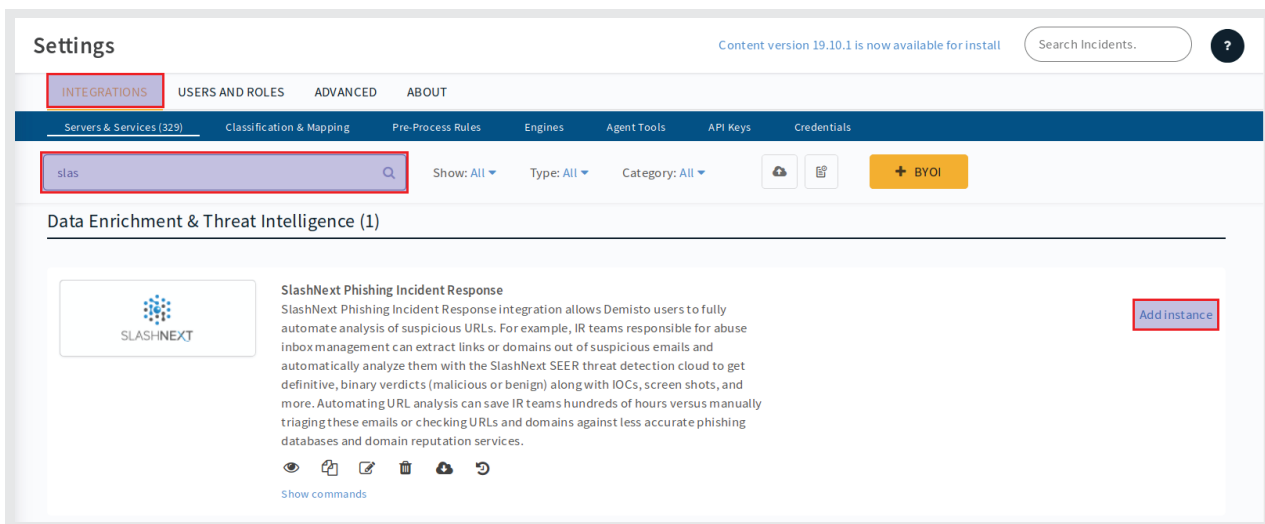 Settings
Content version 19.10.1 is now available for install
Search Incidents.
?
INTEGRATIONS USERS AND ROLES ADVANCED ABOUT
Servers & Services (329) Classification & Mapping Pre-Process Rules Engines Agent Tools API Keys Credentials
slas
Show: All Type: All Category: All
+ BYOI
Data Enrichment & Threat Intelligence (1)
SLASHNEXT
SlashNext Phishing Incident Response
SlashNext Phishing Incident Response integration allows Demisto users to fully
automate analysis of suspicious URLs. For example, IR teams responsible for abuse
inbox management can extract links or domains out of suspicious emails and
automatically analyze them with the SlashNext SEER threat detection cloud to get
definitive, binary verdicts (malicious or benign) along with IOCs, screen shots, and
more. Automating URL analysis can save IR teams hundreds of hours versus manually
triaging these emails or checking URLs and domains against less accurate phishing
databases and domain reputation services.
Show commands
Add instance